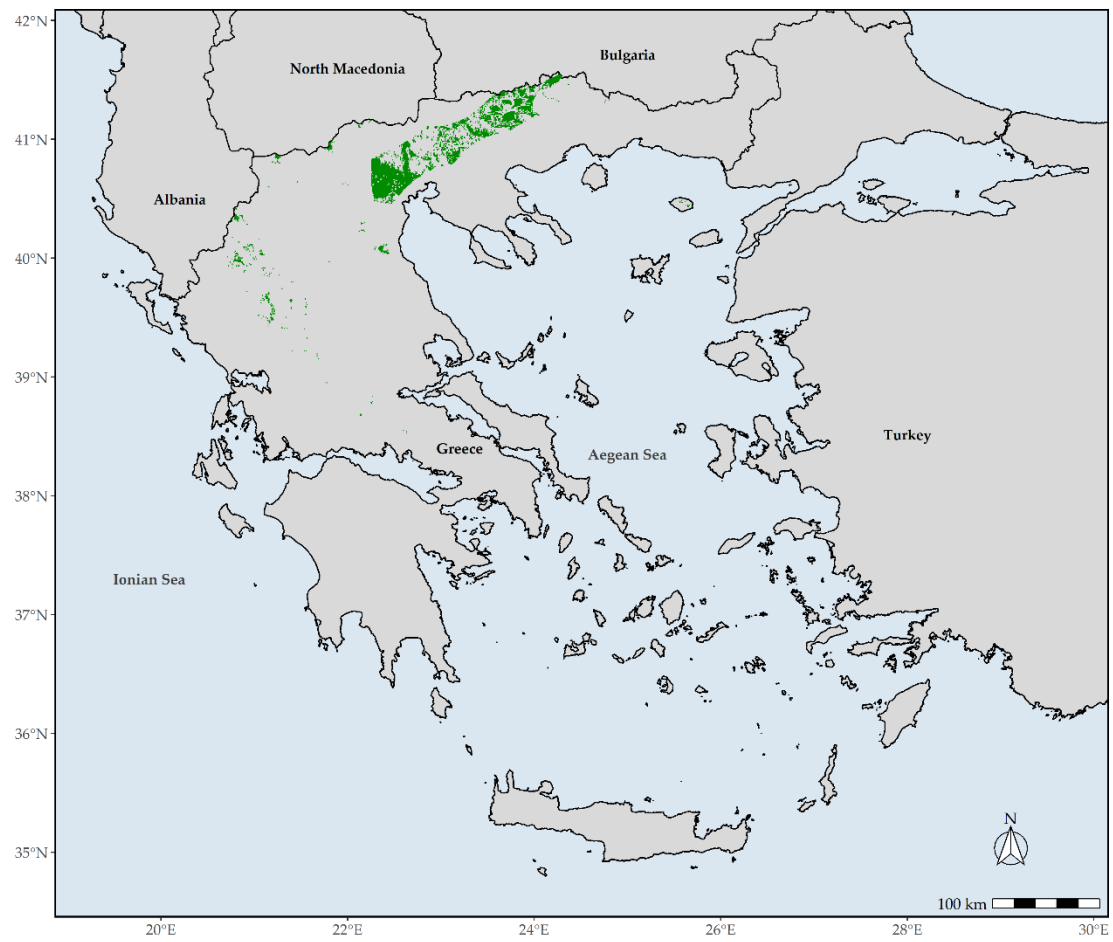 42°N
Bulgaria
North Macedonia
41°N
Albania
40°N
39°N
Turkey
Greece
Aegean Sea
38°N
Ionian Sea
37°N
36°N
N
35°N
100 km
20°E 22°E 24°E 26°E 28°E 30°E